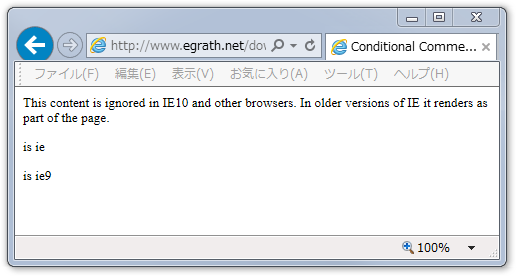 http://www.egrath.net/dov
Conditional Comme...
ファイル(F) 編集(E) 表示(V) お気に入り(A) ツール(T) ヘルプ(H)
This content is ignored in IE10 and other browsers. In older versions of IE it renders as
part of the page.
is ie
is ie9
100%